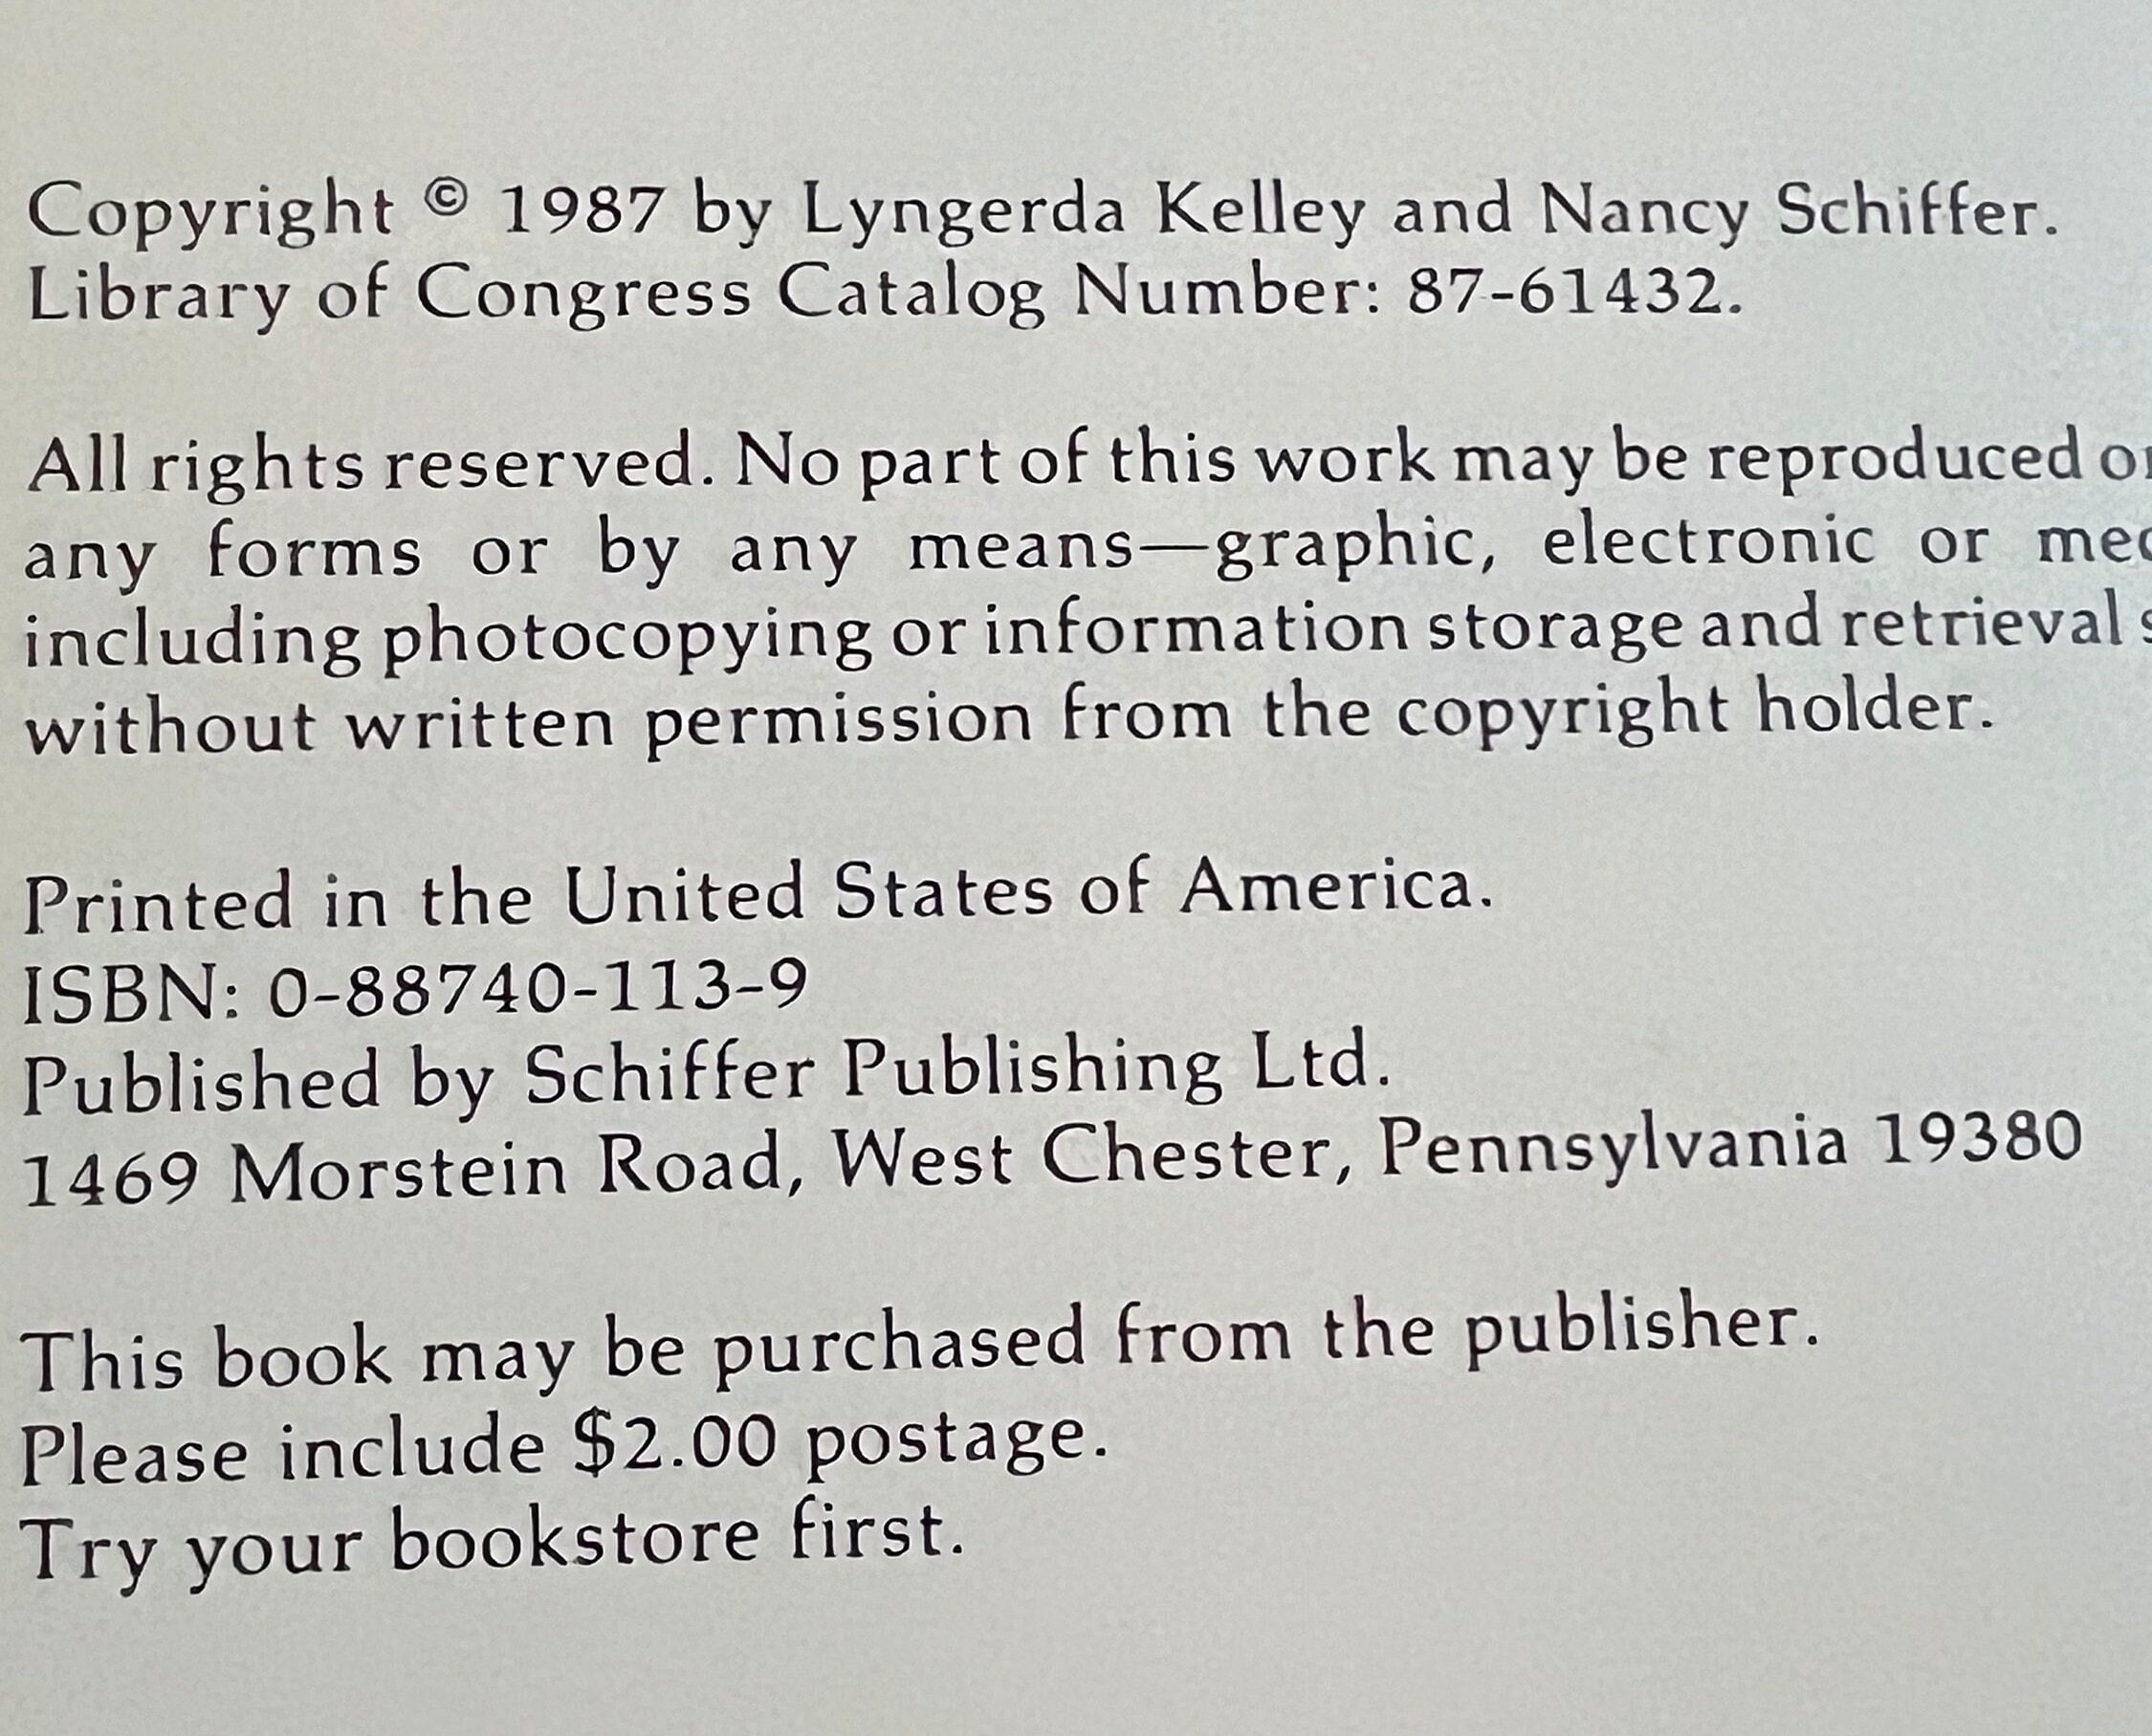 Copyright © 1987 by Lyngerda Kelley and Nancy Schiffer.
Library of Congress Catalog Number: 87-61432.
All rights reserved. No part of this work may be reproduced or
any forms or by any means—graphic, electronic or
including photocopying or information storage and retrieval
without written permission from the copyright holder.
Printed in the United States of America.
ISBN: 0-88740-113-9
Published by Schiffer Publishing Ltd.
1469 Morstein Road, West Chester, Pennsylvania 19380
This book may be purchased from the publisher.
Please include $2.00 postage.
Try your bookstore first.